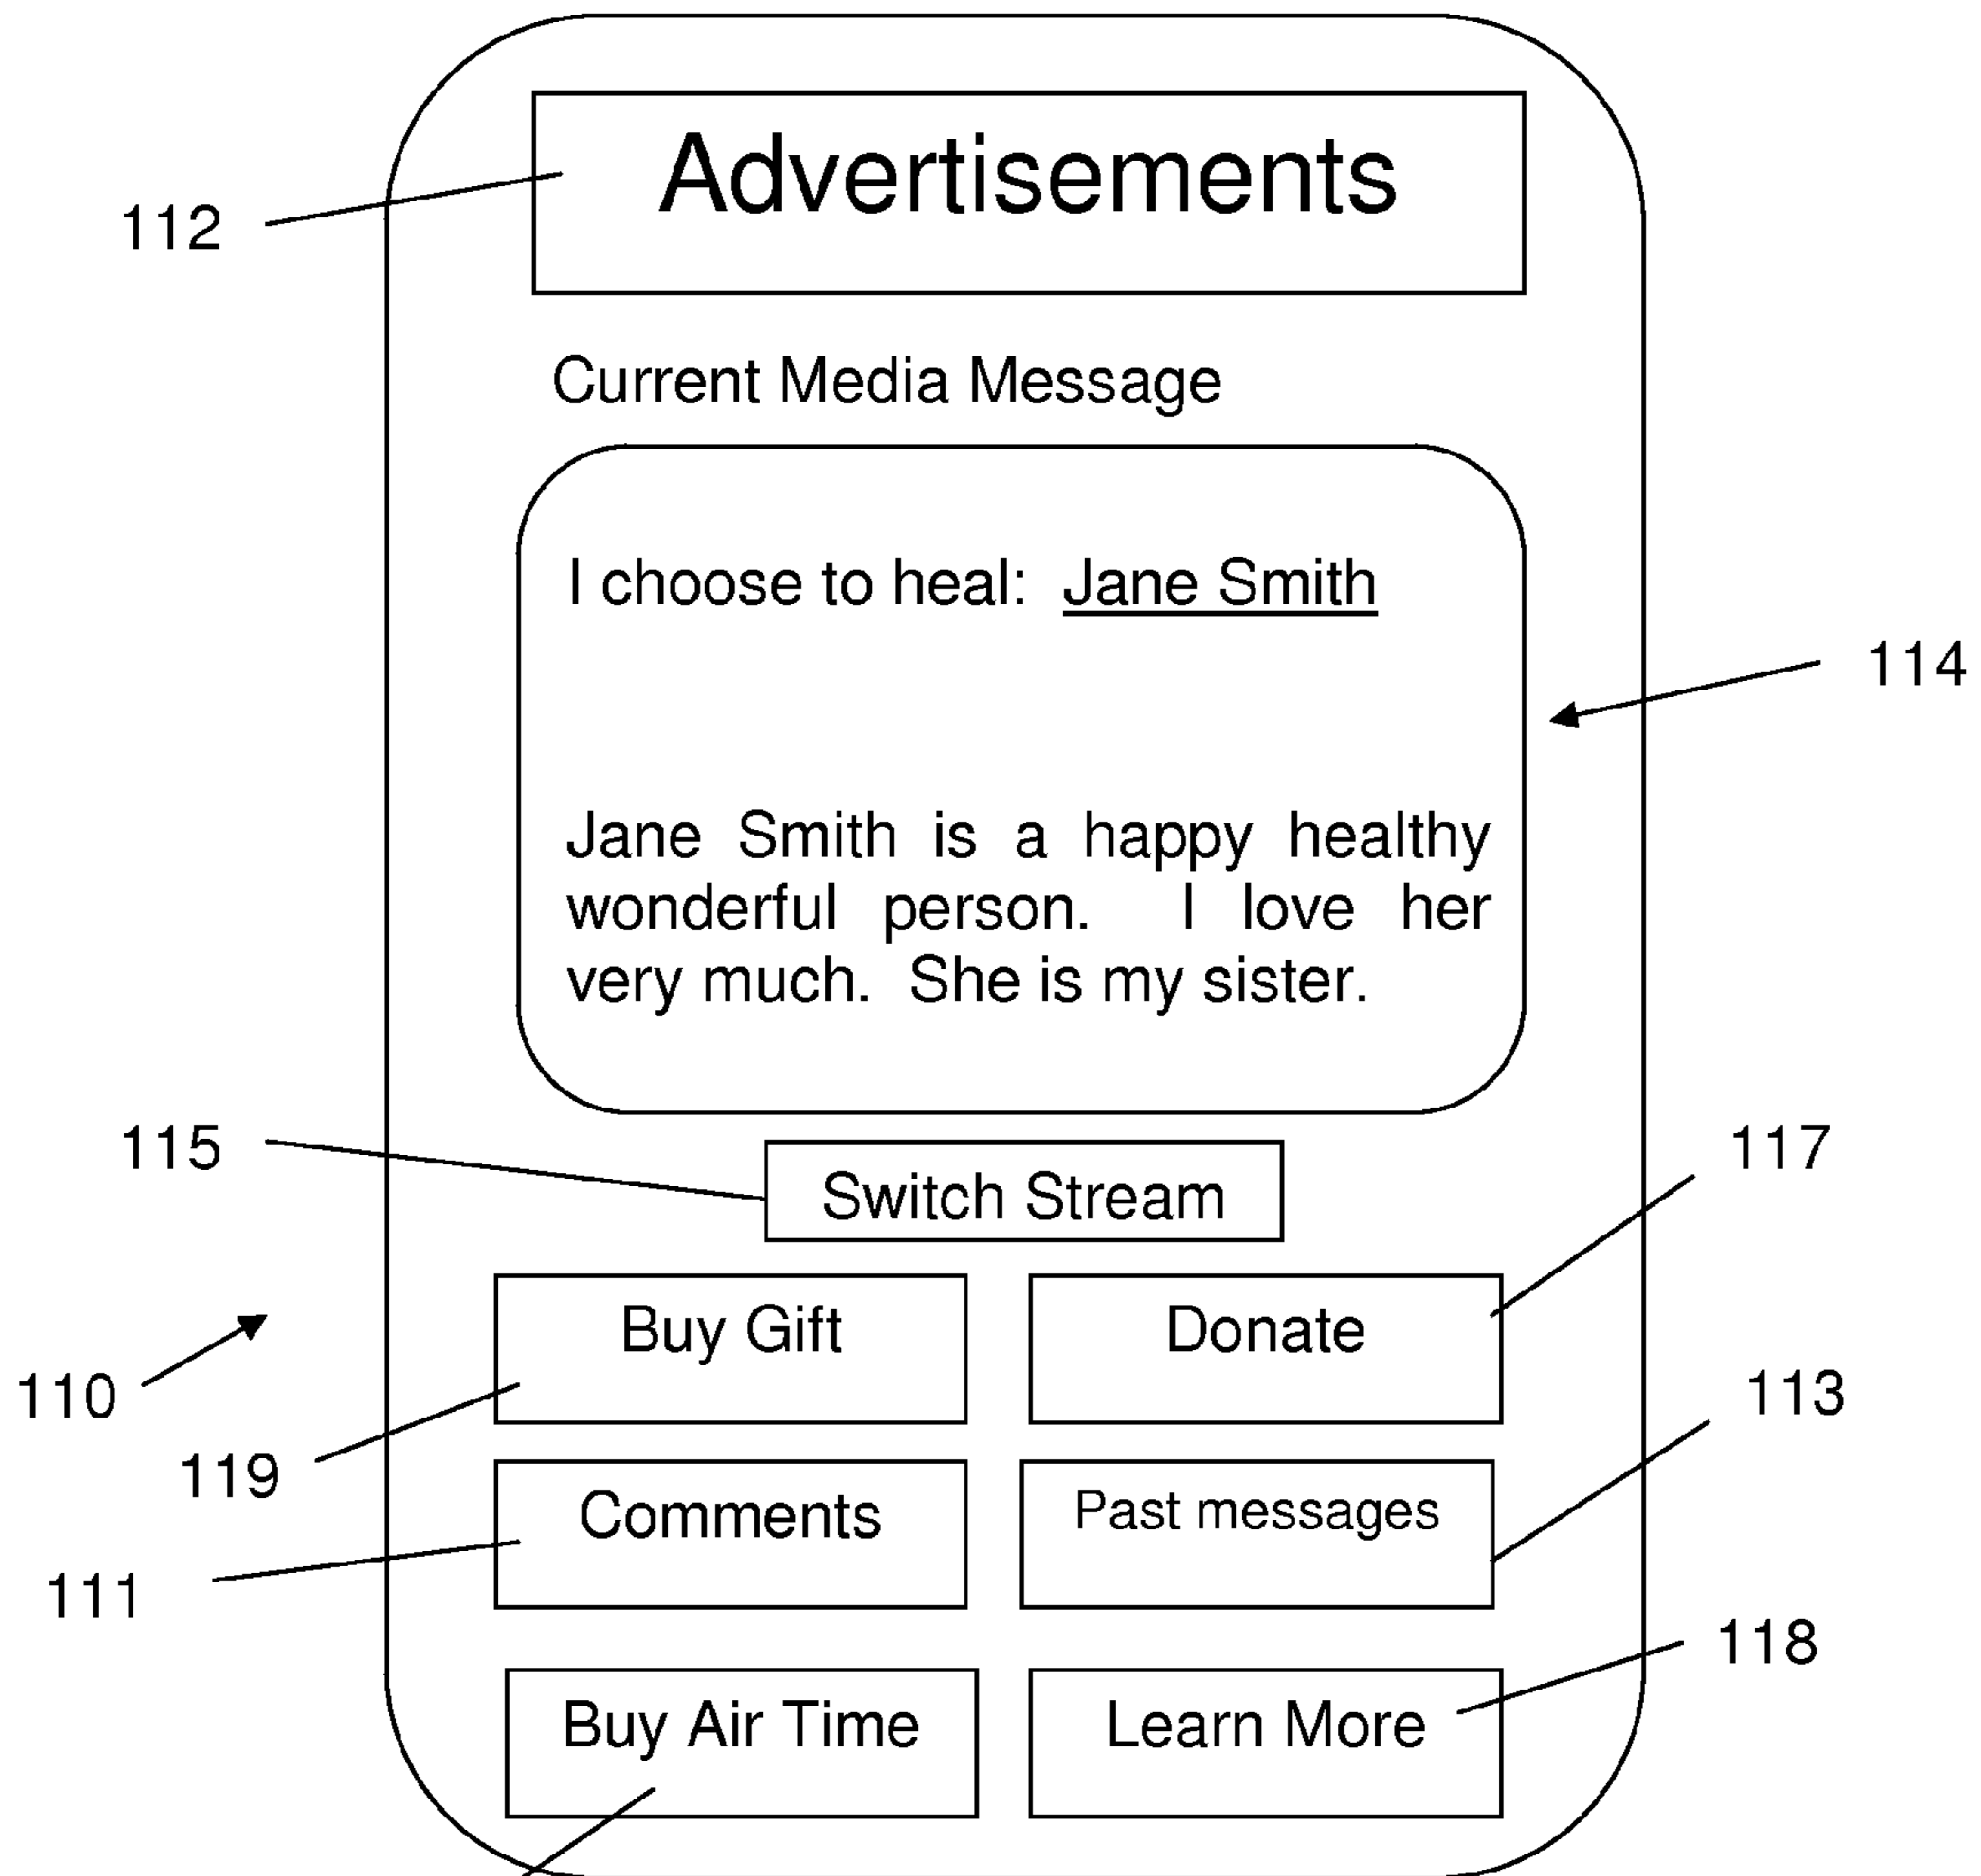 Advertisements
112
Current Media Message
I choose to heal: Jane Smith
114
Jane Smith is a happy healthy
wonderful person. I love her
very much. She is my sister.
115
117
Switch Stream
Buy Gift
Donate
110
113
119
Comments
Past messages
111
118
Buy Air Time
Learn More